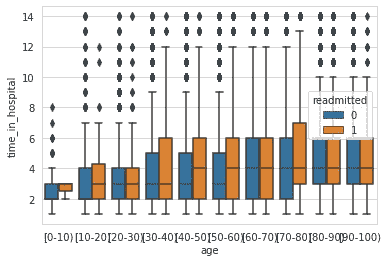 14
12
10
8
6
4
2
time_in_hospital
readmitted
0
1
[0-10) [10-20) [20-30) [30-40) [40-50) [50-60) [60-70) [70-80) [80-90) [90-100)
age